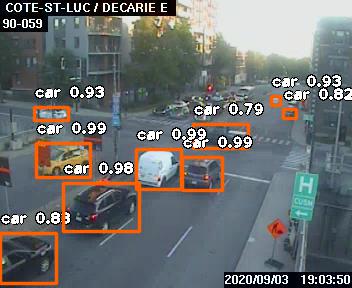 COTE-ST-LUC / DECARIE E
90-059
car 0.93
car 0.93
car 0.82
car 0.79
car 0.99
car 0.99
car 0.99
car 0.98
car 0.88
H
CUSM
2020/09/03 19:03:50